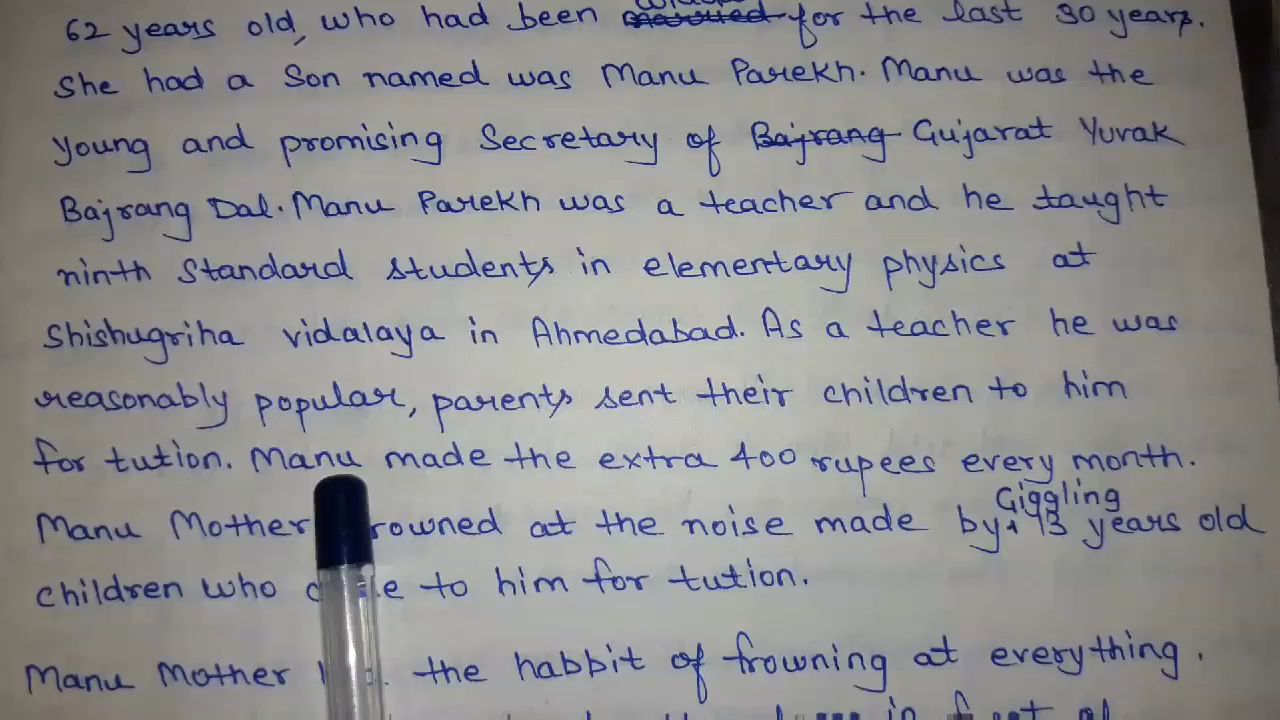 62 years old, who had been for the last 30 years.
She had a Son named was Manu Parekh. Manu was the
young and promising Secretary of Bajrang Gujarat Yuvak
Bajrang Dal. Manu Parekh was a teacher and he taught
ninth Standard students in elementary physics at
Shishugriha vidalaya in Ahmedabad. As a teacher he was
reasonably popular, parents sent their children to him
for tution. Manu made the extra 400 rupees every month.
Giggling
Manu Mother rowned at the noise made by 13 years old
children who to him for tution.
Manu Mother the habbit of frowning at everything.
in